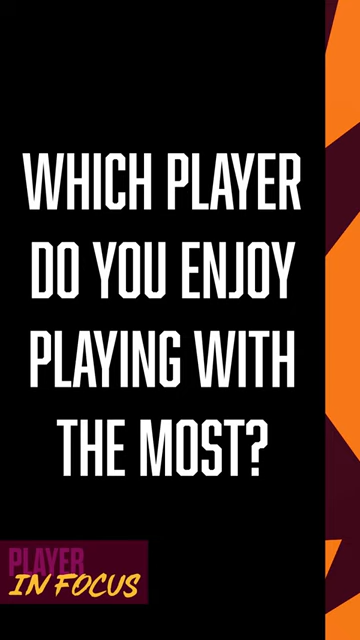 WHICH PLAYER
DO YOU ENJOY
PLAYING WITH
THE MOST?
PLAYER
IN FOCUS